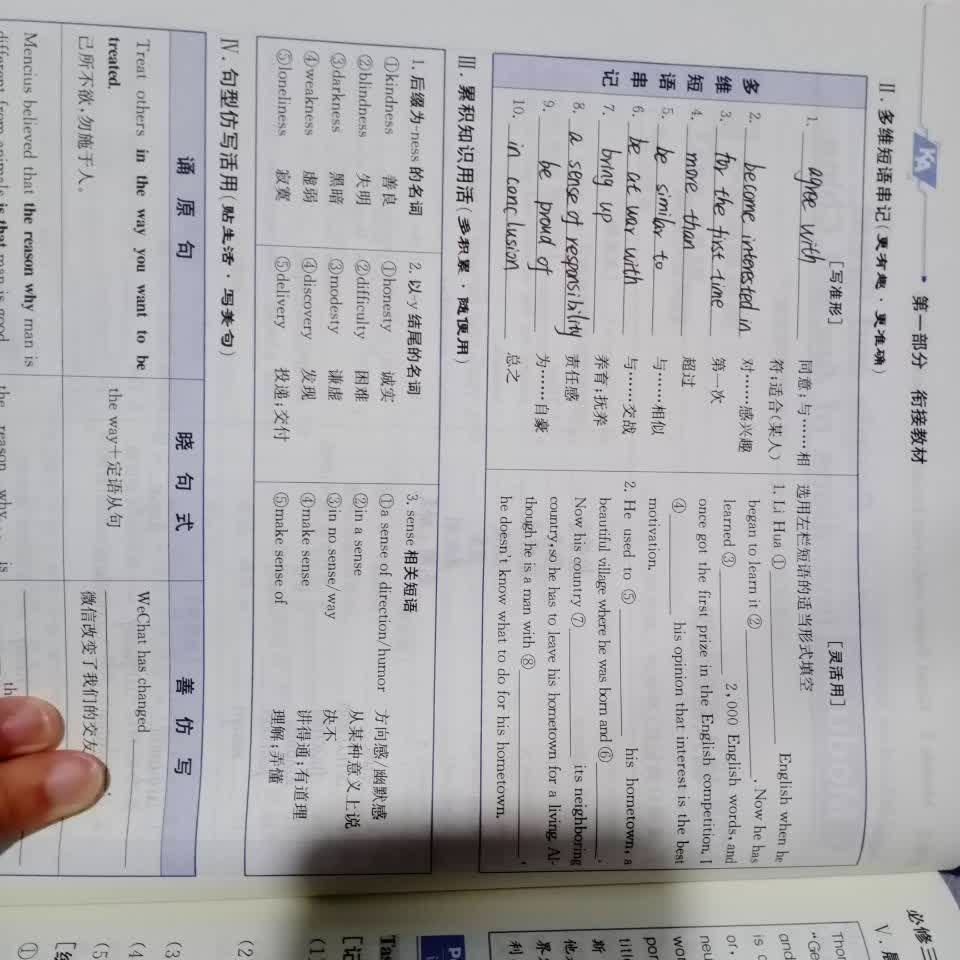 第一部分 衔接教材
Ⅱ.多维短语串记(更有趣·更准确)
多维短语串记
[写准形]
1. agree with 同意;与……相符;适合(某人)
2. become interested in 对……感兴趣
3. for the first time 第一次
4. more than 超过
5. be similar to 与……相似
6. be at war with 与……交战
7. bring up 养育;抚养
8. a sense of responsibility 责任感
9. be proud of 为……自豪
10. in conclusion 总之
[灵活用]
选用左栏短语的适当形式填空
1. Li Hua ① English when he
began to learn it ② . Now he has
learned ③ 2,000 English words, and
once got the first prize in the English competition. I
④ his opinion that interest is the best
motivation.
2. He used to ⑤ his hometown, a
beautiful village where he was born and ⑥ .
Now his country ⑦ its neighboring
country, so he has to leave his hometown for a living. Al-
though he is a man with ⑧ ,
he doesn't know what to do for his hometown.
Ⅲ.累积知识用活(多积累·随便用)
1.后缀为-ness的名词
①kindness 善良
②blindness 失明
③darkness 黑暗
④weakness 虚弱
⑤loneliness 寂寞
2.以-y结尾的名词
①honesty 诚实
②difficulty 困难
③modesty 谦虚
④discovery 发现
⑤delivery 投递;交付
3. sense 相关短语
①a sense of direction/humor 方向感/幽默感
②in a sense 从某种意义上说
③in no sense/way 决不
④make sense 讲得通;有道理
⑤make sense of 理解;弄懂
Ⅳ.句型仿写活用(贴生活·写美句)
诵原句 晓句式 善仿写
Treat others in the way you want to be
treated.
己所不欲,勿施于人。
the way+定语从句
WeChat has changed
微信改变了我们的交友
Mencius believed that the reason why man is
different from animals is that man is good
the reason why... is
th
必修三
Ⅴ.
Thor
"Ge
and
is
or,
neu
wor
por
titl
斯
他
界
利
Tas
[记
(1)
(2
(3
(4
(5
①